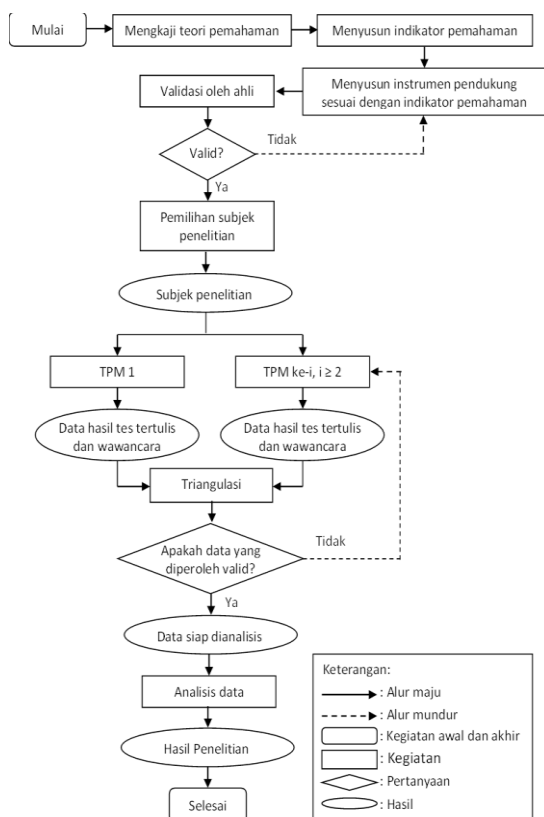 Mulai
Mengkaji teori pemahaman
Menyusun indikator pemahaman
Menyusun instrumen pendukung
sesuai dengan indikator pemahaman
Validasi oleh ahli
Valid?
Tidak
Ya
Pemilihan subjek
penelitian
Subjek penelitian
TPM 1
TPM ke-i, i ≥ 2
Data hasil tes tertulis
dan wawancara
Data hasil tes tertulis
dan wawancara
Triangulasi
Apakah data yang
diperoleh valid?
Tidak
Ya
Data siap dianalisis
Analisis data
Hasil Penelitian
Selesai
Keterangan:
: Alur maju
: Alur mundur
: Kegiatan awal dan akhir
: Kegiatan
: Pertanyaan
: Hasil